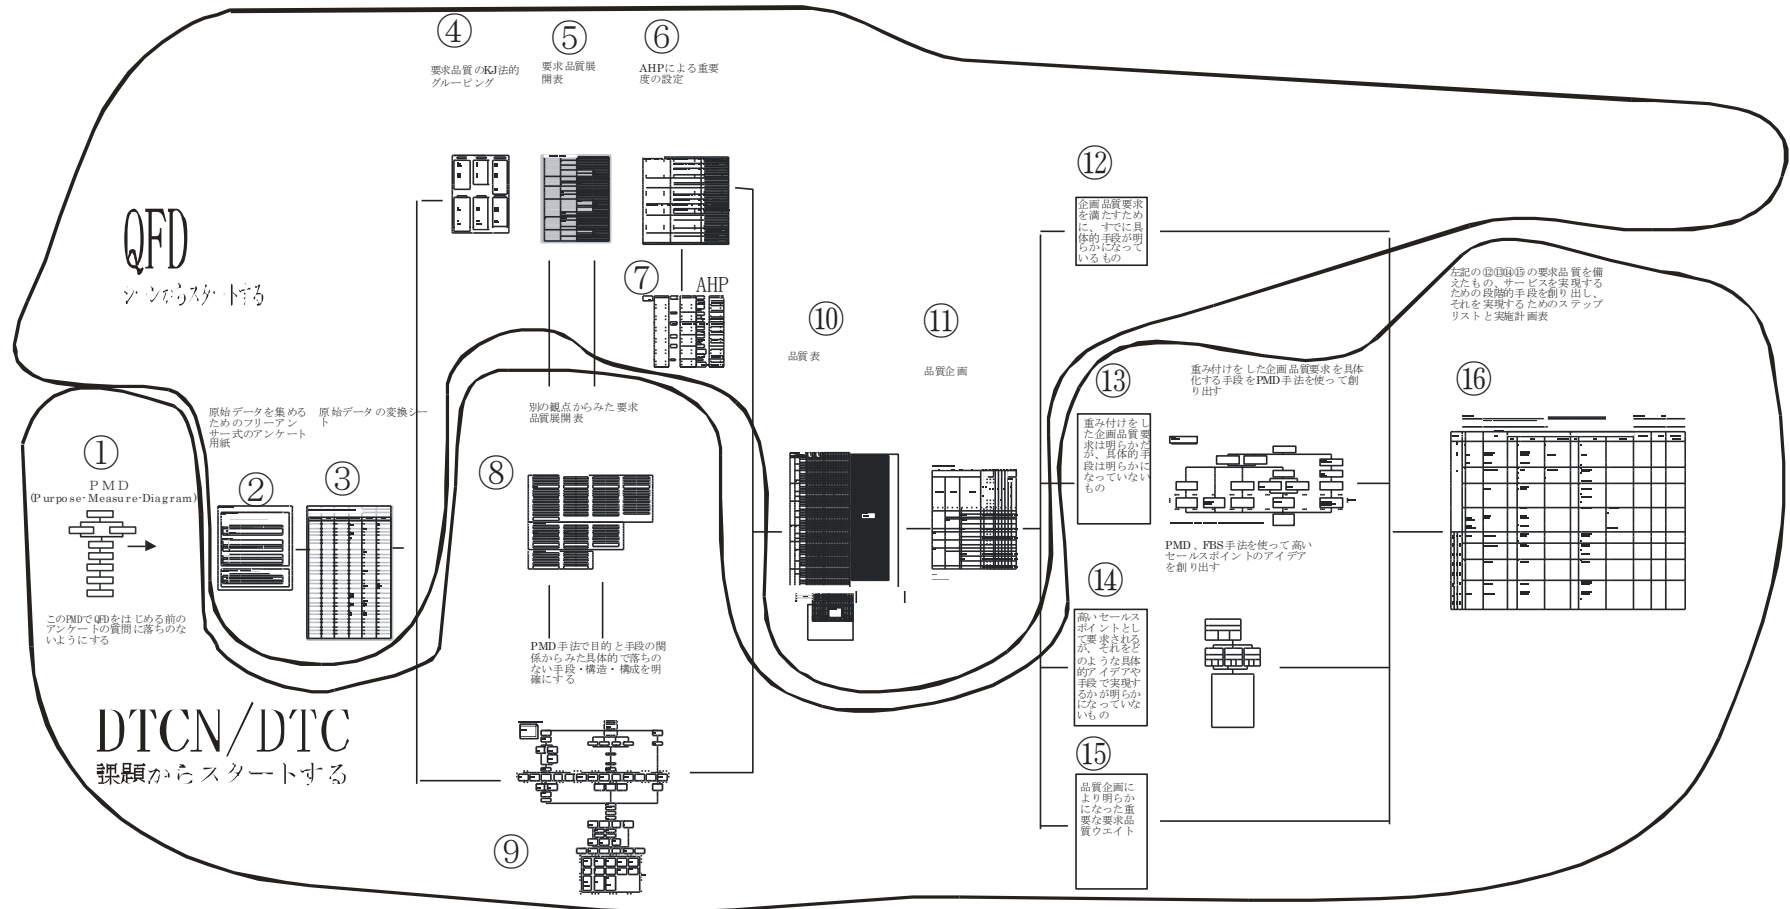 ④
要求品質のKJ法的
グルーピング
⑤
要求品質展
開表
⑥
AHPによる重要
度の設定
QFD
シーンからスタートする
⑦
AHP
⑩
品質表
⑪
品質企画
⑫
企画品質要求
を満たすため
に、すでに具
体的手段が明
らかになって
いるもの
左記の⑫⑬⑭⑮の要求品質を備
えたもの、サービスを実現する
ための段階的手段を創り出し、
それを実現するためのステップ
リストと実施計画表
①
PMD
(Purpose-Measure-Diagram)
このPMDでQFDをはじめる前の
アンケートの質問に落ちのな
いようにする
原始データを集める
ためのフリーアン
サー式のアンケート
用紙
②
原始データの変換シー
ト
③
別の観点からみた要求
品質展開表
⑧
PMD手法で目的と手段の関
係からみた具体的で落ちの
ない手段・構造・構成を明
確にする
⑨
⑬
重み付けをし
た企画品質要
求は明らかだ
が、具体的手
段は明らかに
なっていない
もの
重み付けをした企画品質要求を具体
化する手段をPMD手法を使って創
り出す
PMD、FBS手法を使って高い
セールスポイントのアイデア
を創り出す
⑭
高いセールス
ポイントとし
て要求される
が、それをど
のような具体
的アイデアや
手段で実現す
るかが明らか
になっていな
いもの
⑮
品質企画に
より明らか
になった重
要な要求品
質ウエイト
⑯
DTCN/DTC
課題からスタートする